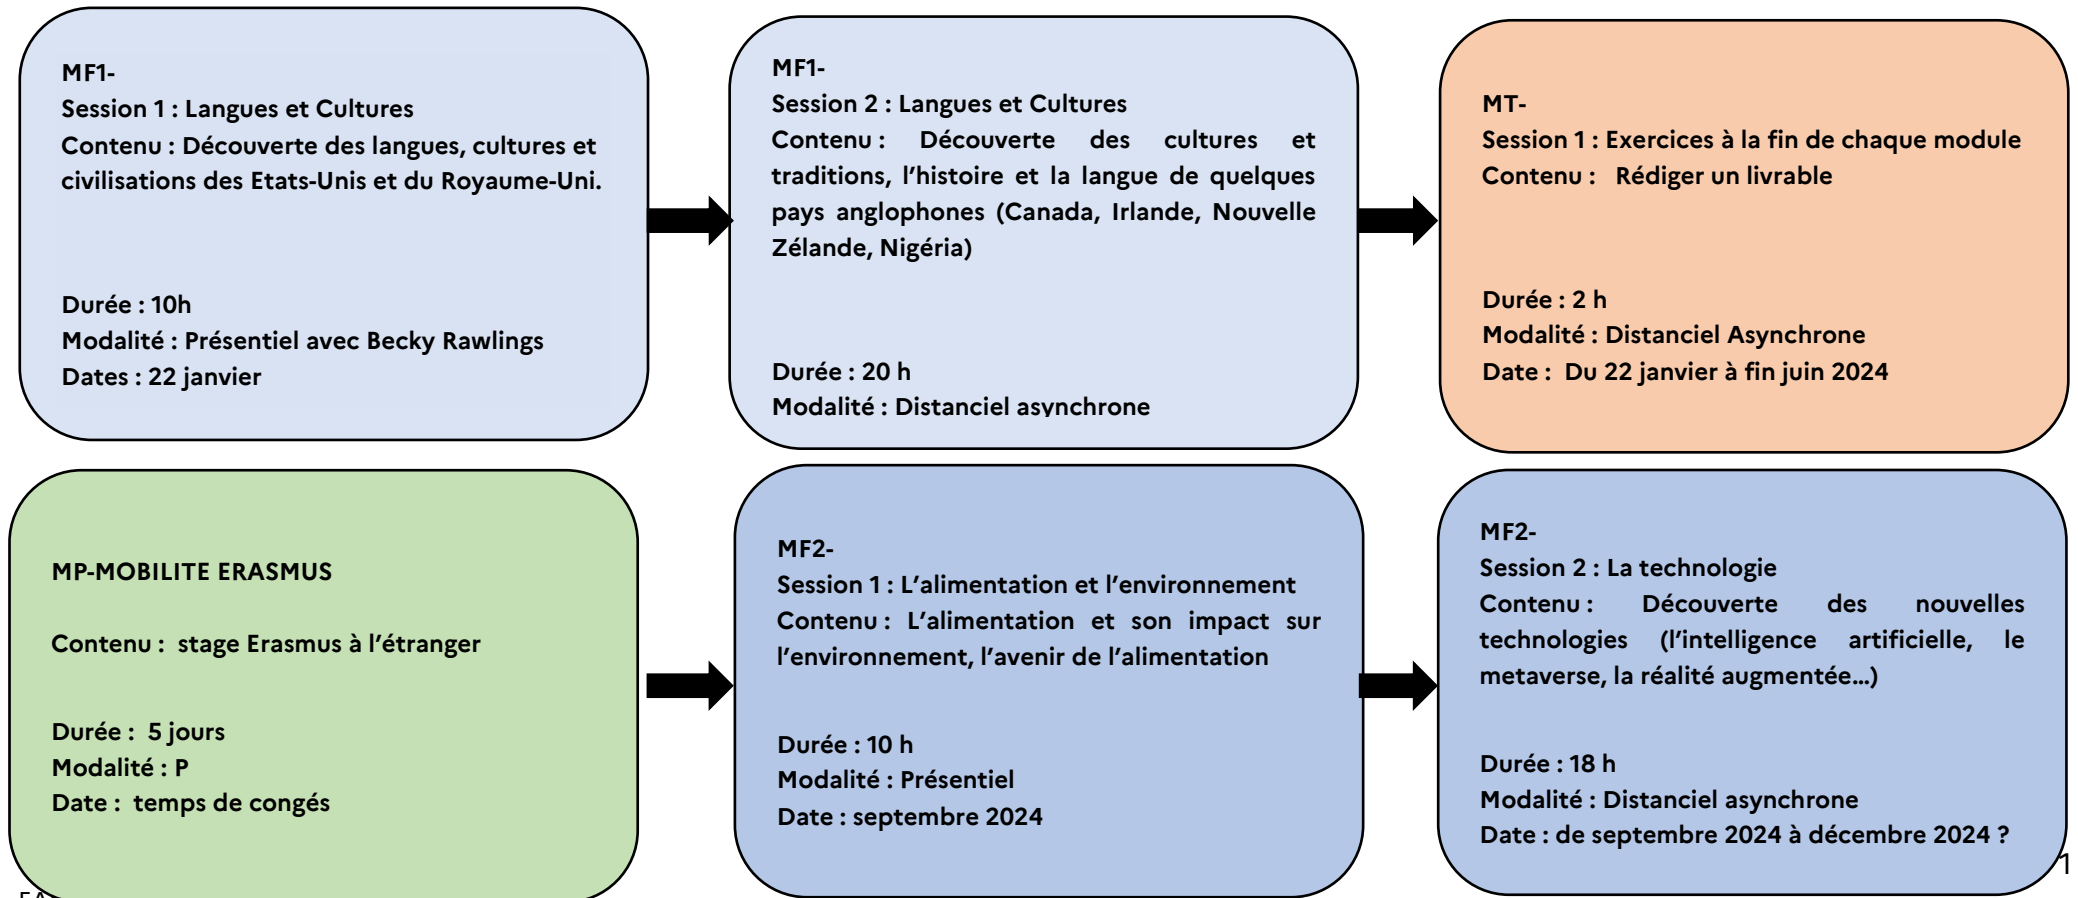 MF1-
Session 1 : Langues et Cultures
Contenu : Découverte des langues, cultures et
civilisations des Etats-Unis et du Royaume-Uni.
Durée : 10h
Modalité : Présentiel avec Becky Rawlings
Dates : 22 janvier
MF1-
Session 2 : Langues et Cultures
Contenu : Découverte des cultures et
traditions, l’histoire et la langue de quelques
pays anglophones (Canada, Irlande, Nouvelle
Zélande, Nigéria)
Durée : 20 h
Modalité : Distanciel asynchrone
MT-
Session 1 : Exercices à la fin de chaque module
Contenu : Rédiger un livrable
Durée : 2 h
Modalité : Distanciel Asynchrone
Date : Du 22 janvier à fin juin 2024
MP-MOBILITE ERASMUS
Contenu : stage Erasmus à l’étranger
Durée : 5 jours
Modalité : P
Date : temps de congés
MF2-
Session 1 : L’alimentation et l’environnement
Contenu : L’alimentation et son impact sur
l’environnement, l’avenir de l’alimentation
Durée : 10 h
Modalité : Présentiel
Date : septembre 2024
MF2-
Session 2 : La technologie
Contenu : Découverte des nouvelles
technologies (l’intelligence artificielle, le
metaverse, la réalité augmentée…)
Durée : 18 h
Modalité : Distanciel asynchrone
Date : de septembre 2024 à décembre 2024 ?
1